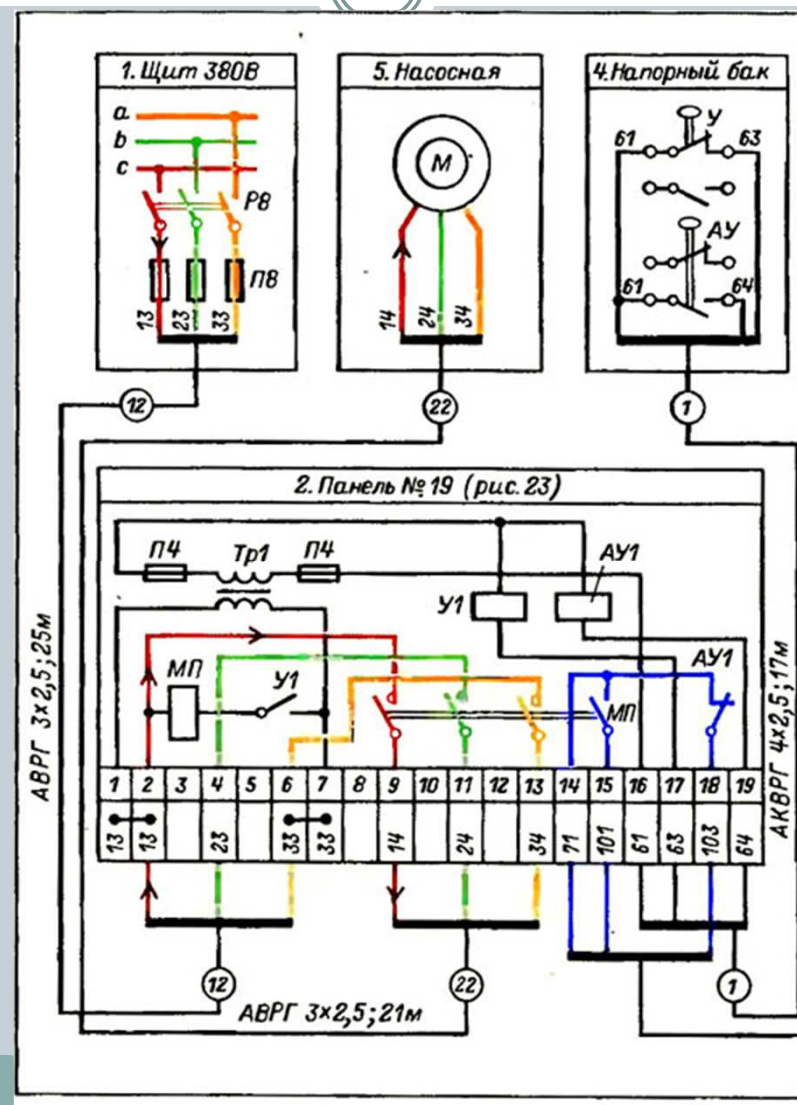 1. Щит 380В
a
b
c
Р8
П8
13 23 33
12
5. Насосная
М
14 24 34
22
4. Напорный бак
У
61 63
АУ
61 64
1
2. Панель №19 (рис. 23)
П4 Тр1 П4
У1 АУ1
МП У1 МП АУ1
1 2 3 4 5 6 7 8 9 10 11 12 13 14 15 16 17 18 19
13 13 23 33 33 14 24 34 71 101 61 63 103 64
12 22 1
АВРГ 3×2,5; 25м
АВРГ 3×2,5; 21м
АКВРГ 4×2,5; 17м